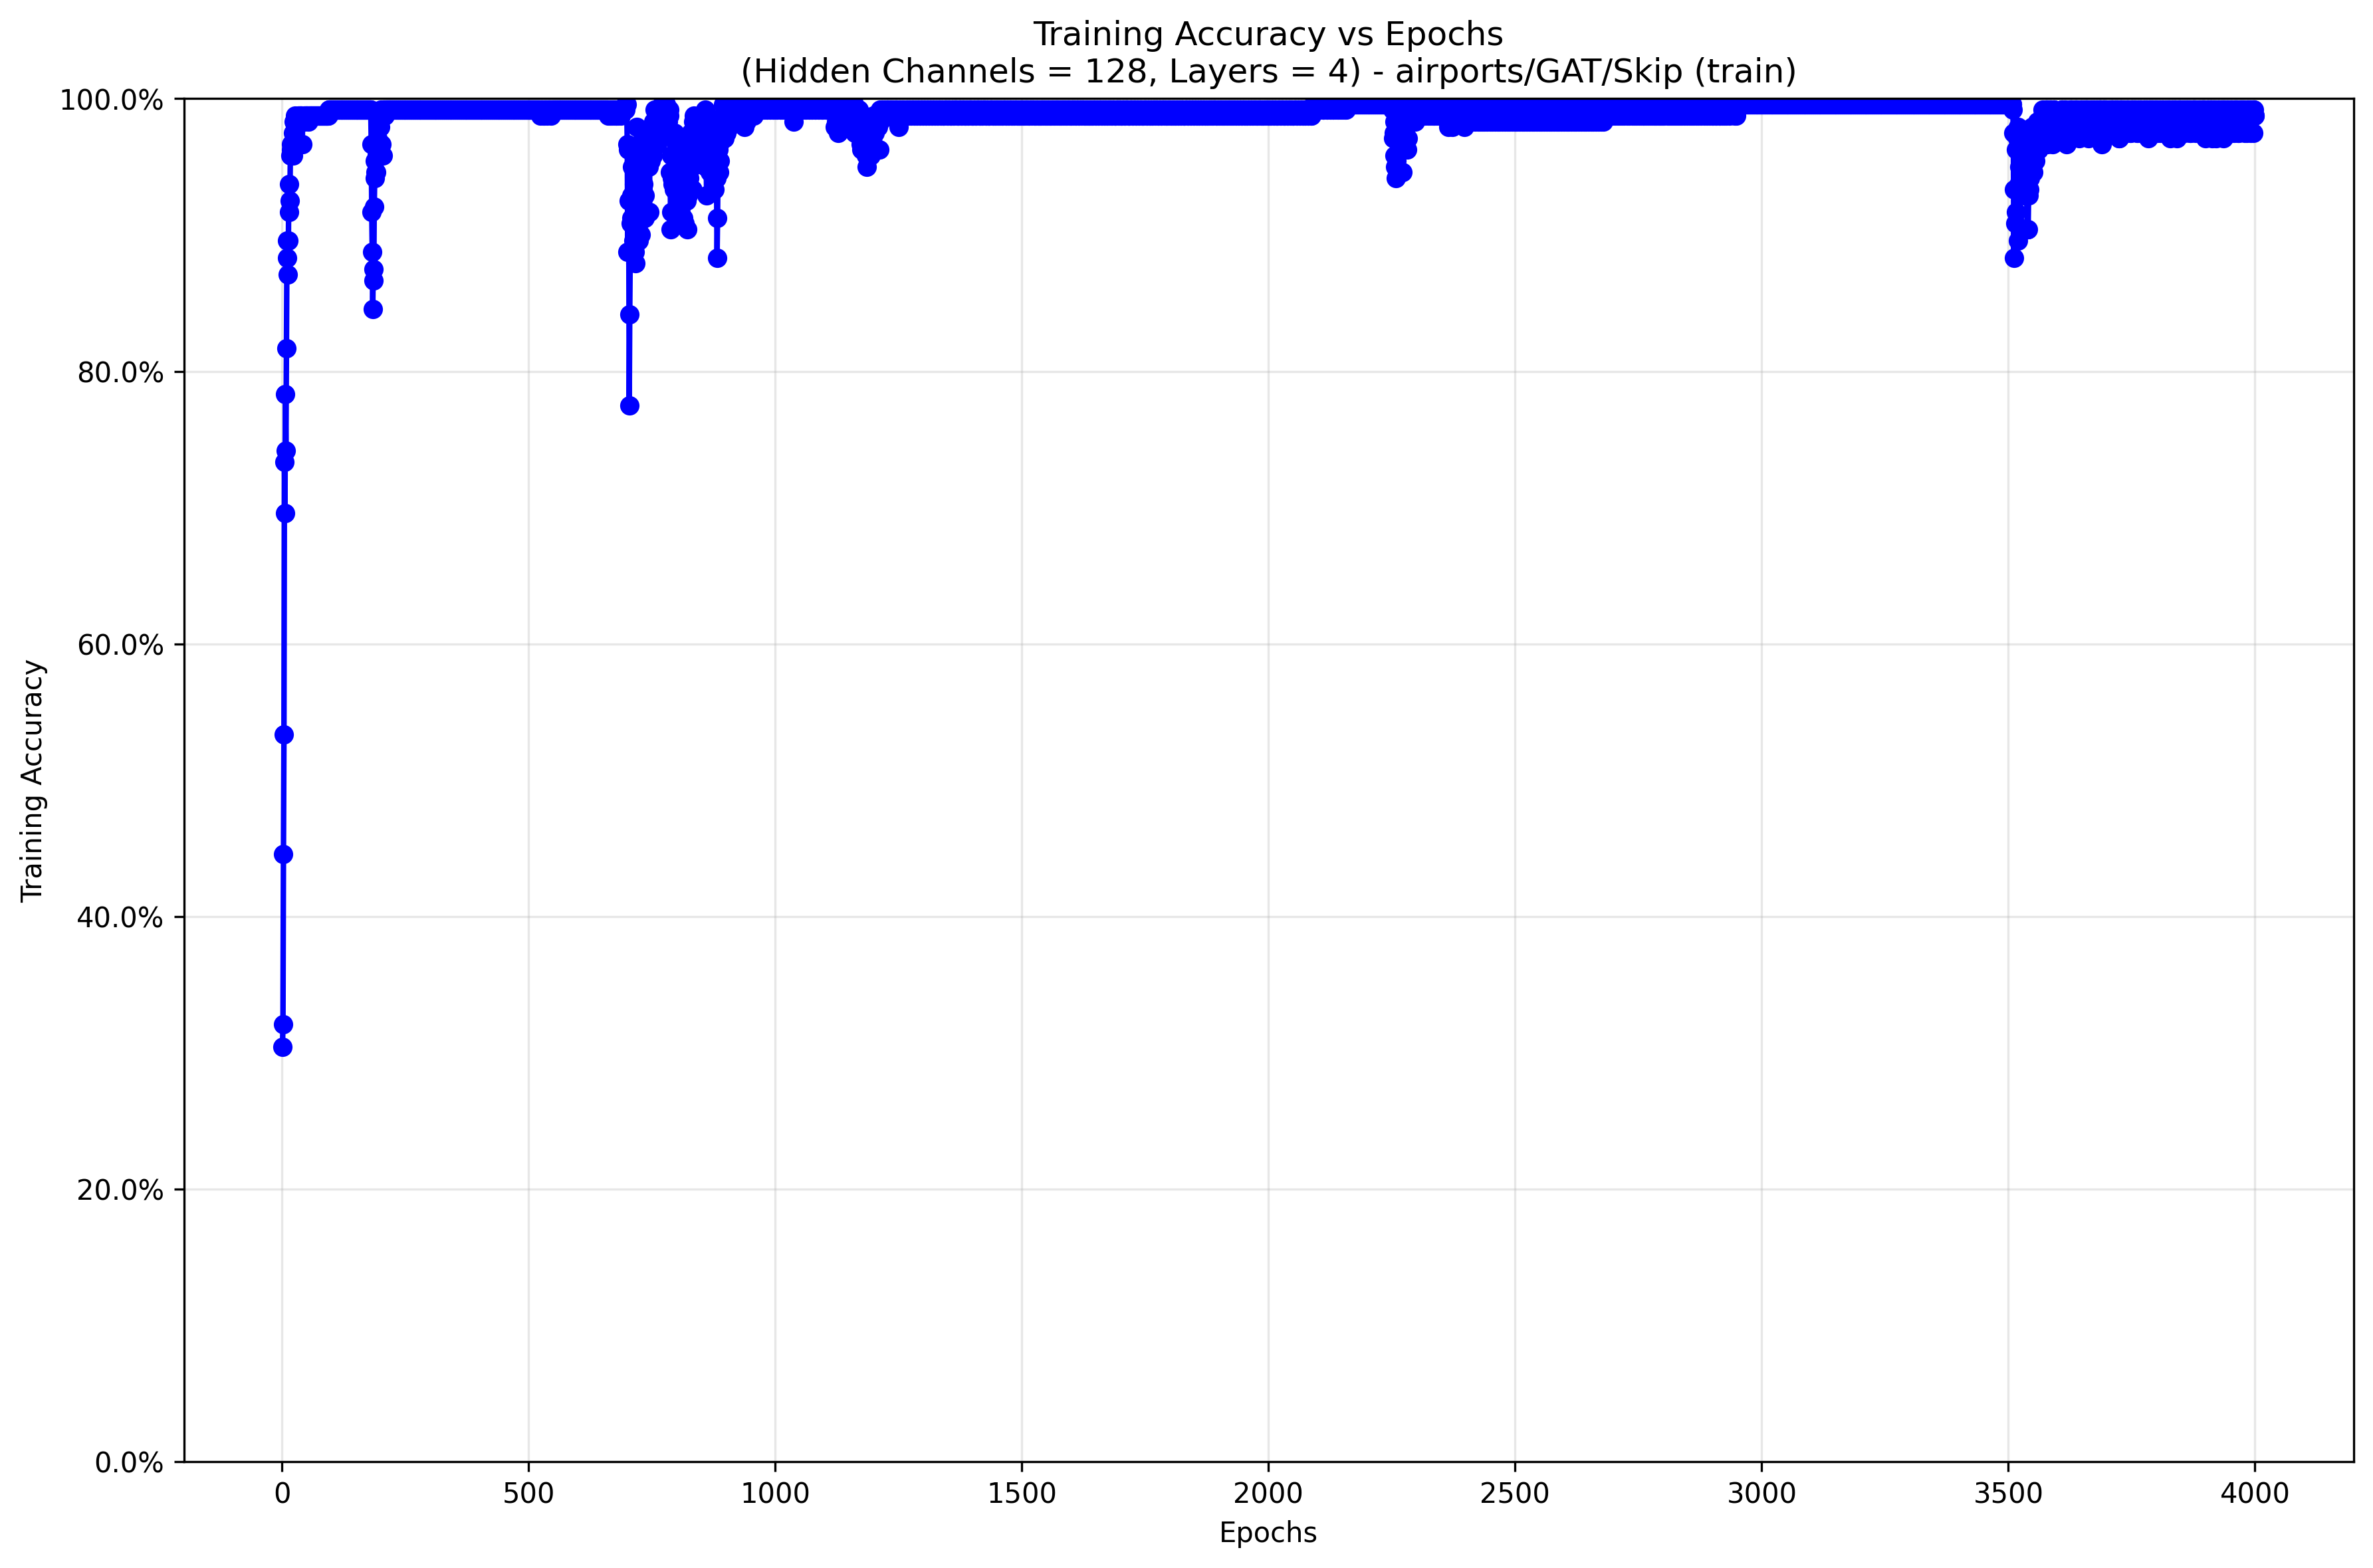 Training Accuracy vs Epochs
(Hidden Channels = 128, Layers = 4) - airports/GAT/Skip (train)
Training Accuracy
100.0%
80.0%
60.0%
40.0%
20.0%
0.0%
0 500 1000 1500 2000 2500 3000 3500 4000
Epochs